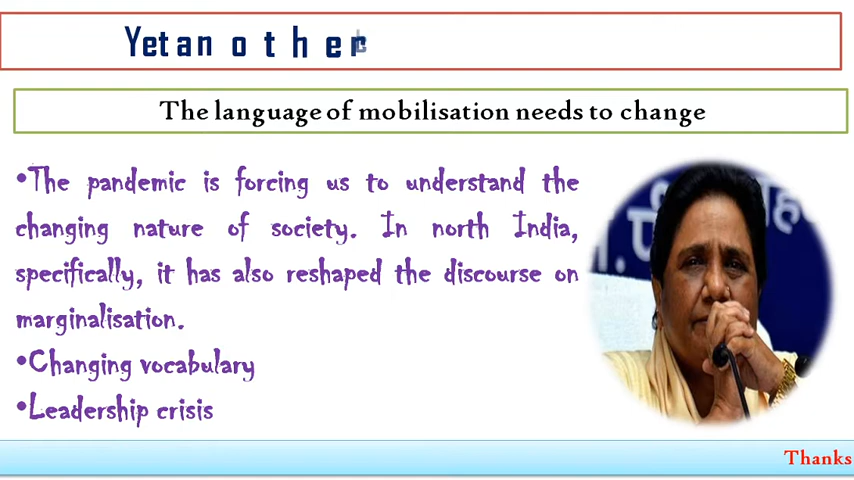 Yet another
The language of mobilisation needs to change
•The pandemic is forcing us to understand the
changing nature of society. In north India,
specifically, it has also reshaped the discourse on
marginalisation.
•Changing vocabulary
•Leadership crisis
Thanks